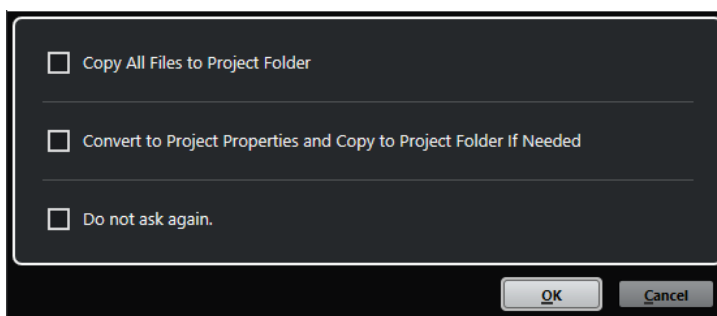 Copy All Files to Project Folder
Convert to Project Properties and Copy to Project Folder If Needed
Do not ask again.
OK
Cancel